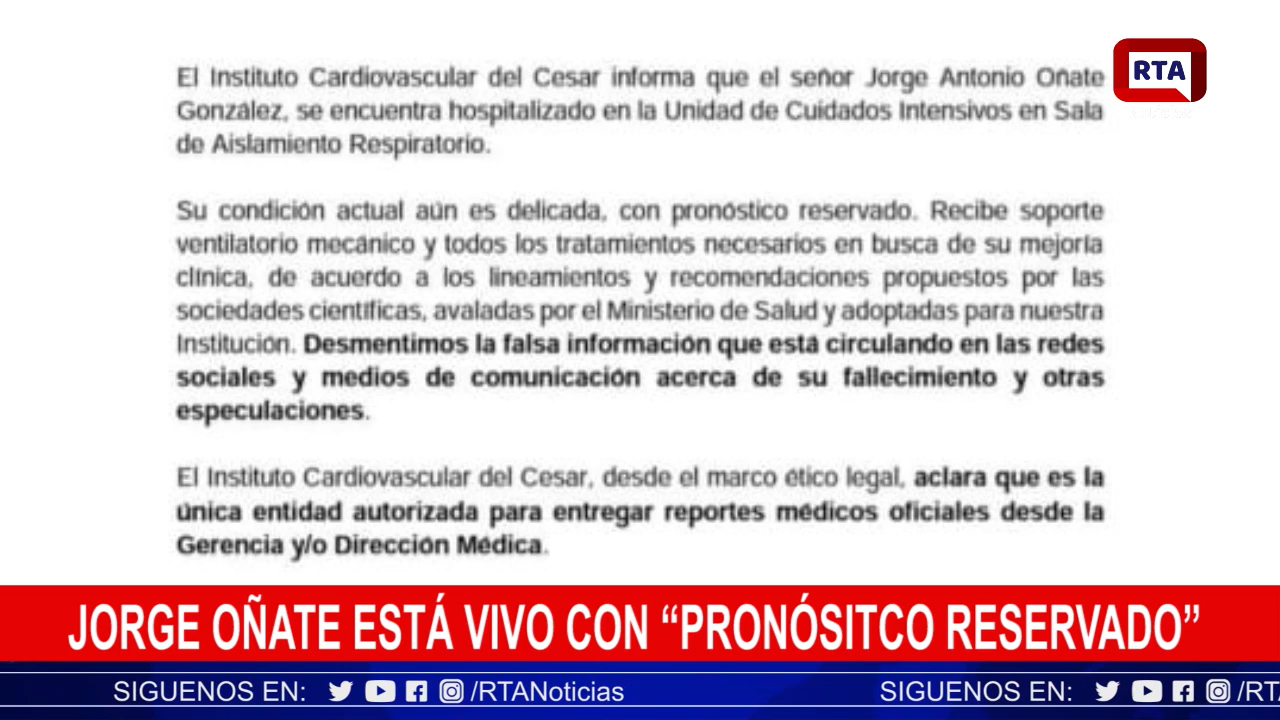 RTA
El Instituto Cardiovascular del Cesar informa que el señor Jorge Antonio Oñate
González, se encuentra hospitalizado en la Unidad de Cuidados Intensivos en Sala
de Aislamiento Respiratorio.
Su condición actual aún es delicada, con pronóstico reservado. Recibe soporte
ventilatorio mecánico y todos los tratamientos necesarios en busca de su mejoría
clínica, de acuerdo a los lineamientos y recomendaciones propuestos por las
sociedades científicas, avaladas por el Ministerio de Salud y adoptadas para nuestra
Institución. Desmentimos la falsa información que está circulando en las redes
sociales y medios de comunicación acerca de su fallecimiento y otras
especulaciones.
El Instituto Cardiovascular del Cesar, desde el marco ético legal, aclara que es la
única entidad autorizada para entregar reportes médicos oficiales desde la
Gerencia y/o Dirección Médica.
JORGE OÑATE ESTÁ VIVO CON “PRONÓSITCO RESERVADO”
SIGUENOS EN: /RTANoticias SIGUENOS EN: /RT